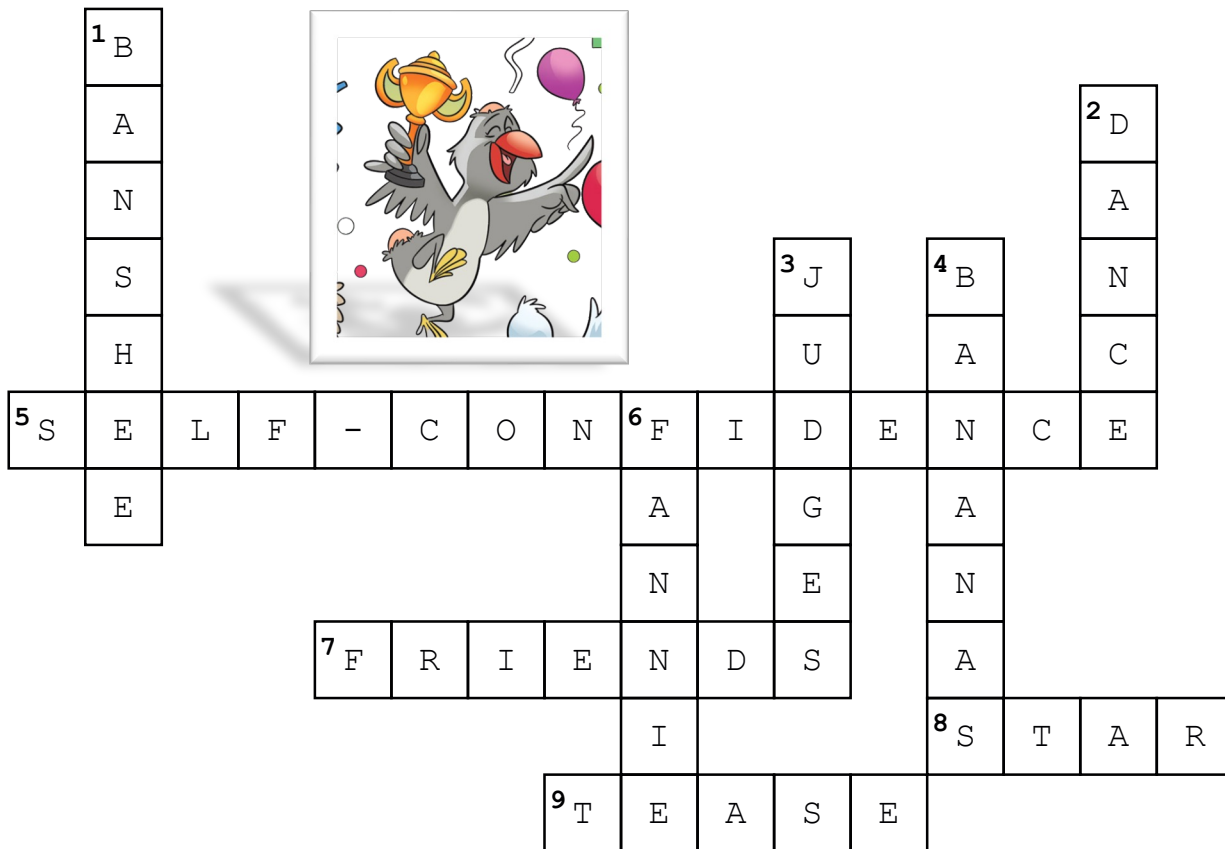 1 B
A 2 D
N A
S 3 J 4 B N
H U A C
5 S E L F - C O N 6 F I D E N C E
E A G A
N E N
7 F R I E N D S A
I 8 S T A R
9 T E A S E